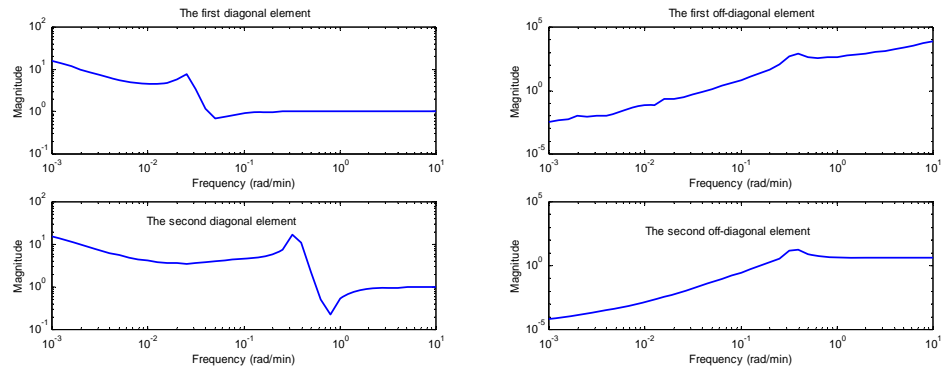 The first diagonal element
10^2
10^1
10^0
10^-1
Magnitude
10^-3 10^-2 10^-1 10^0 10^1
Frequency (rad/min)
The first off-diagonal element
10^5
10^0
10^-5
Magnitude
10^-3 10^-2 10^-1 10^0 10^1
Frequency (rad/min)
The second diagonal element
10^2
10^1
10^0
10^-1
Magnitude
10^-3 10^-2 10^-1 10^0 10^1
Frequency (rad/min)
The second off-diagonal element
10^5
10^0
10^-5
Magnitude
10^-3 10^-2 10^-1 10^0 10^1
Frequency (rad/min)